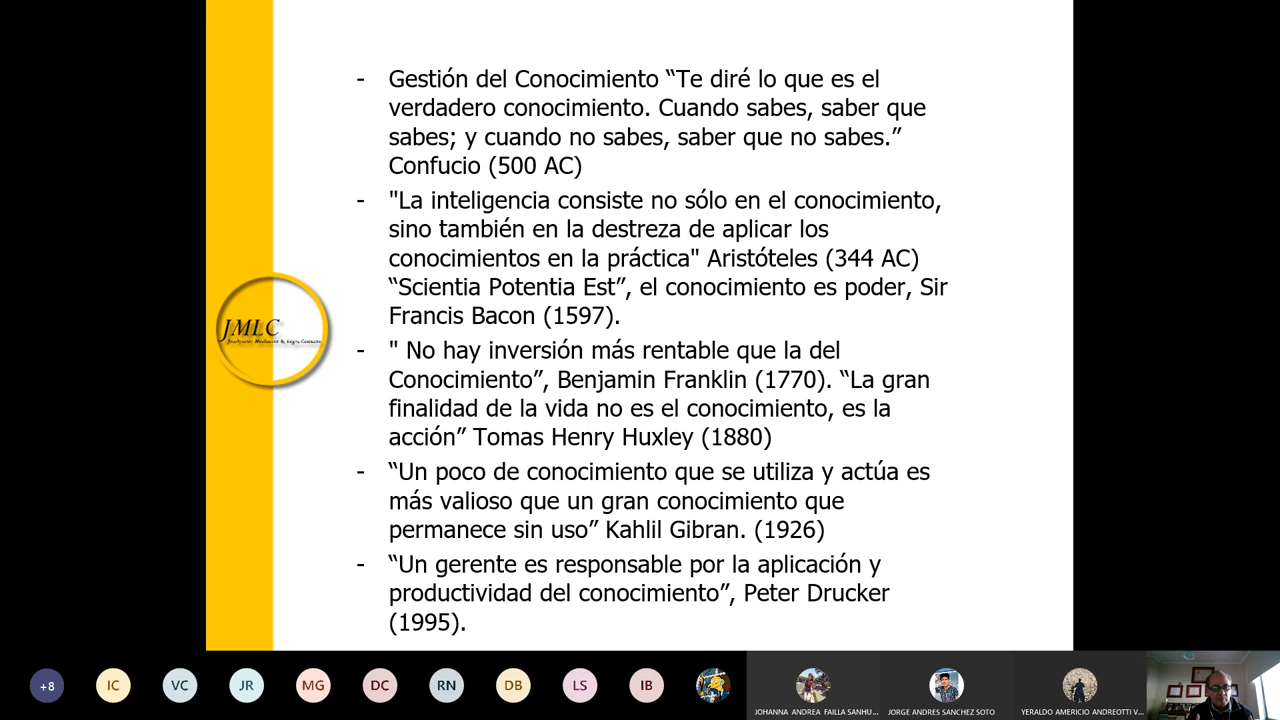 - Gestión del Conocimiento “Te diré lo que es el
verdadero conocimiento. Cuando sabes, saber que
sabes; y cuando no sabes, saber que no sabes.”
Confucio (500 AC)
- "La inteligencia consiste no sólo en el conocimiento,
sino también en la destreza de aplicar los
conocimientos en la práctica" Aristóteles (344 AC)
“Scientia Potentia Est”, el conocimiento es poder, Sir
Francis Bacon (1597).
- " No hay inversión más rentable que la del
Conocimiento”, Benjamin Franklin (1770). “La gran
finalidad de la vida no es el conocimiento, es la
acción” Tomas Henry Huxley (1880)
- “Un poco de conocimiento que se utiliza y actúa es
más valioso que un gran conocimiento que
permanece sin uso” Kahlil Gibran. (1926)
- “Un gerente es responsable por la aplicación y
productividad del conocimiento”, Peter Drucker
(1995).
JMLC
+8 IC VC JR MG DC RN DB LS IB
JOHANNA ANDREA FAILLA SANHU...
JORGE ANDRES SANCHEZ SOTO
YERALDO AMERICIO ANDREOTTI V...